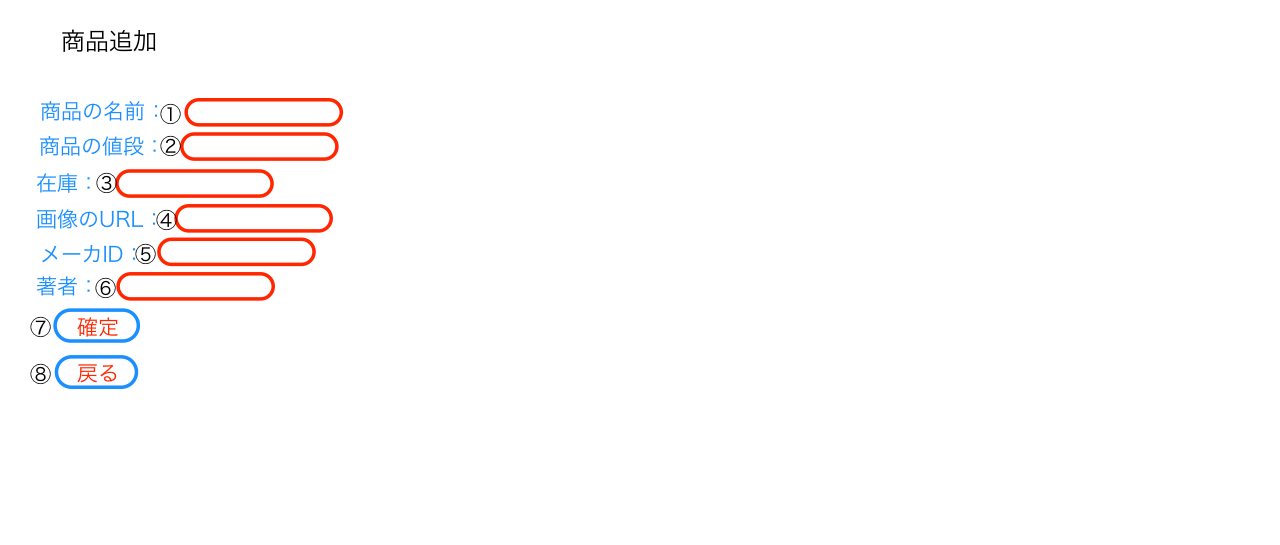 商品追加
商品の名前：①
商品の値段：②
在庫：③
画像のURL：④
メーカID：⑤
著者：⑥
⑦ 確定
⑧ 戻る